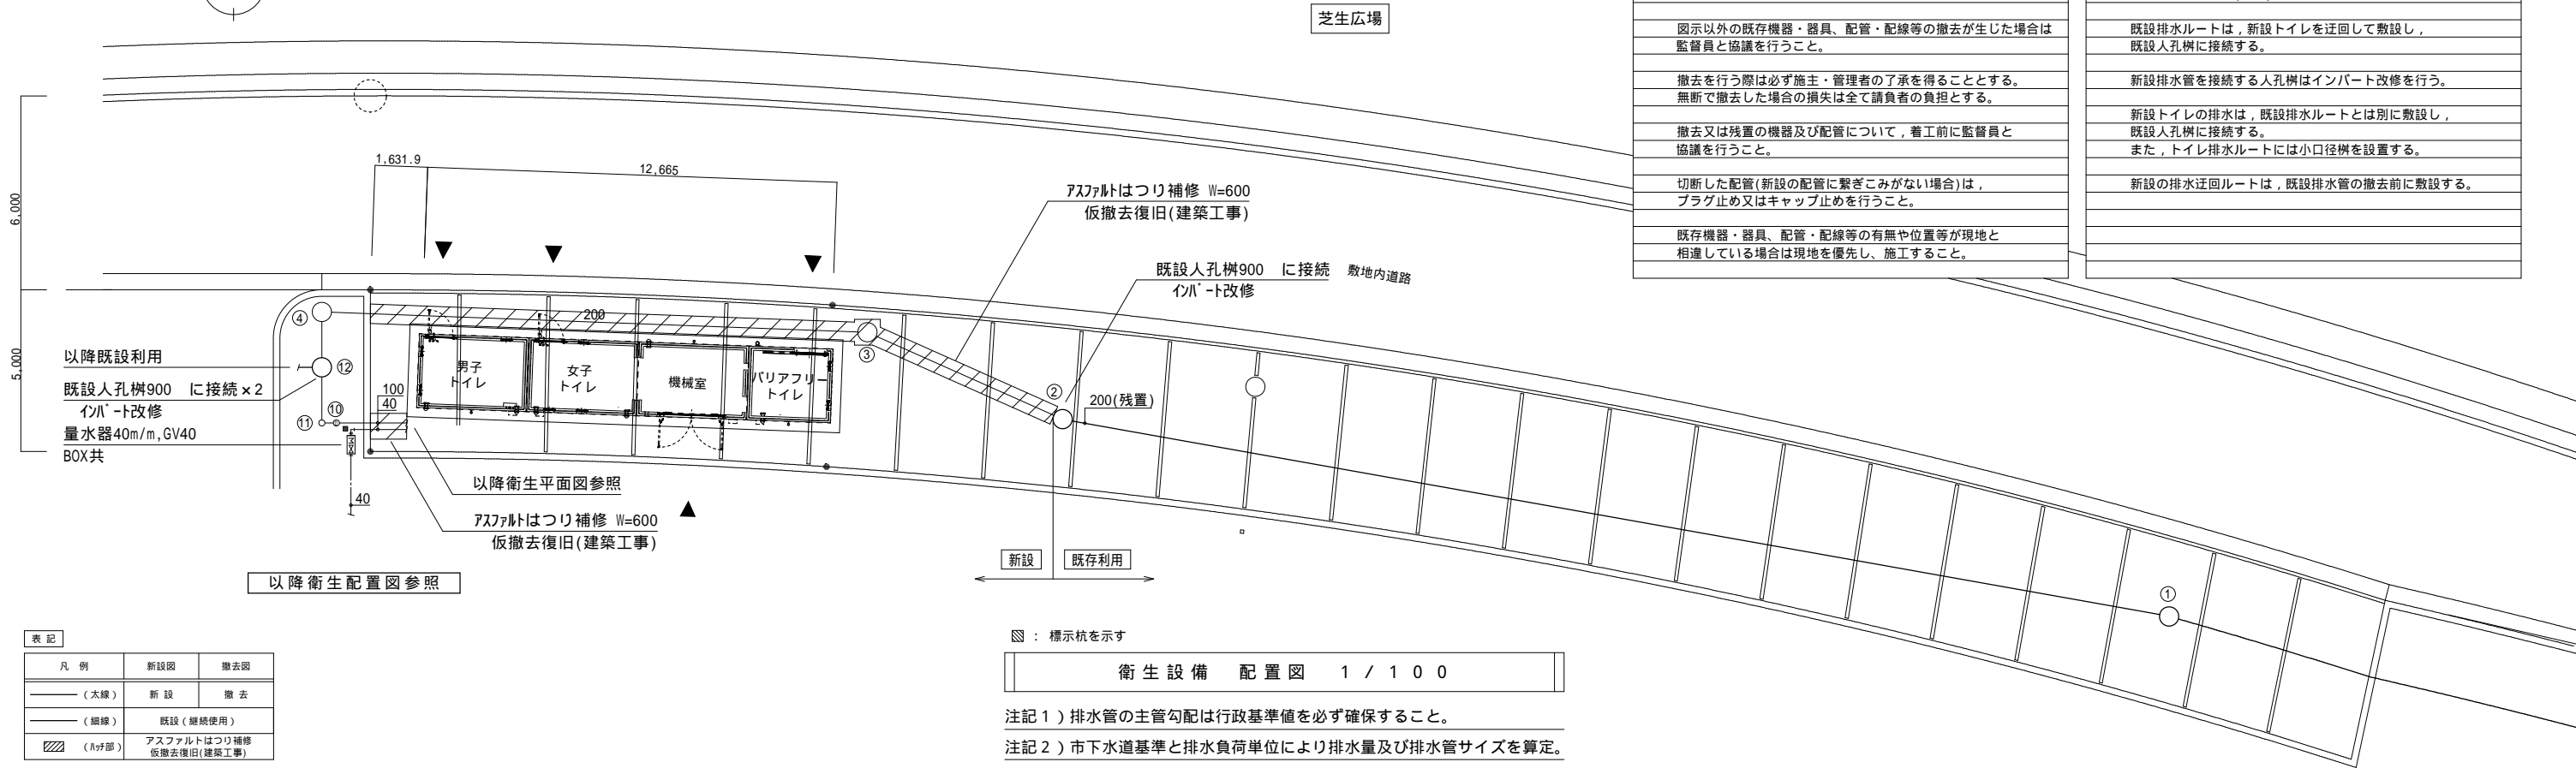 芝生広場
図示以外の既存機器・器具、配管・配線等の撤去が生じた場合は
監督員と協議を行うこと。
撤去を行う際は必ず施主・管理者の了承を得ることとする。
無断で撤去した場合の損失は全て請負者の負担とする。
撤去又は残置の機器及び配管について，着工前に監督員と
協議を行うこと。
切断した配管(新設の配管に繋ぎこみがない場合)は，
プラグ止め又はキャップ止めを行うこと。
既存機器・器具、配管・配線等の有無や位置等が現地と
相違している場合は現地を優先し、施工すること。
既設排水ルートは，新設トイレを迂回して敷設し，
既設人孔桝に接続する。
新設排水管を接続する人孔桝はインバート改修を行う。
新設トイレの排水は，既設排水ルートとは別に敷設し，
既設人孔桝に接続する。
また，トイレ排水ルートには小口径桝を設置する。
新設の排水迂回ルートは，既設排水管の撤去前に敷設する。
6,000
5,000
1,631.9
12,665
ｱｽﾌｧﾙﾄはつり補修 W=600
仮撤去復旧(建築工事)
既設人孔桝900　に接続
ｲﾝﾊﾞｰﾄ改修
敷地内道路
200
④
③
②
①
⑫
⑪
⑩
男子
トイレ
女子
トイレ
機械室
バリアフリー
トイレ
200(残置)
以降既設利用
既設人孔桝900　に接続×2
ｲﾝﾊﾞｰﾄ改修
量水器40m/m,GV40
BOX共
100
40
40
以降衛生平面図参照
ｱｽﾌｧﾙﾄはつり補修 W=600
仮撤去復旧(建築工事)
新設
既存利用
以降衛生配置図参照
表 記
凡　例　新設図　撤去図
（太線）　新 設　撤 去
（細線）　既設（継続使用）
（ﾊｯﾁ部）　アスファルトはつり補修
仮撤去復旧(建築工事)
： 標示杭を示す
衛生設備　配置図　1／100
注記1）排水管の主管勾配は行政基準値を必ず確保すること。
注記2）市下水道基準と排水負荷単位により排水量及び排水管サイズを算定。